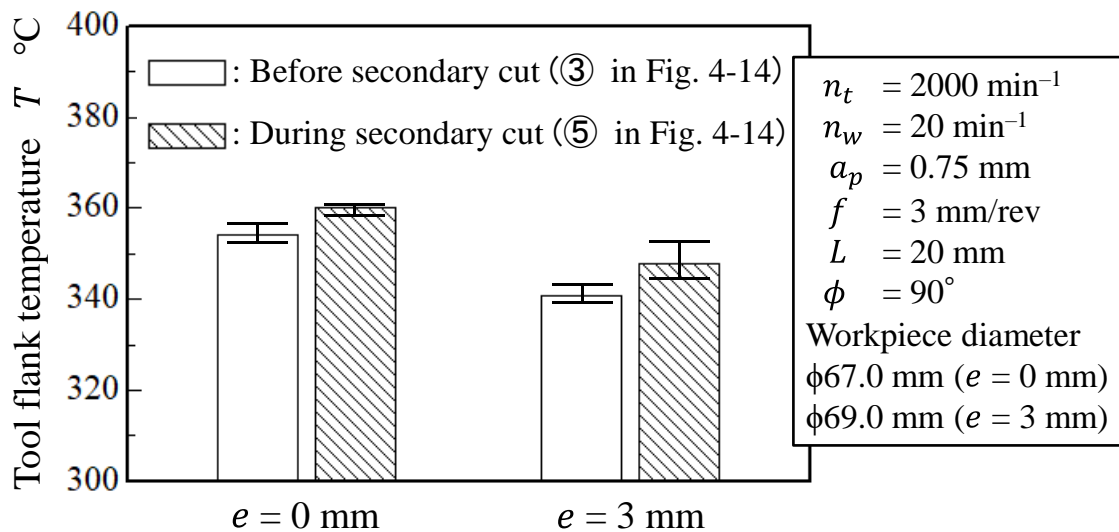 Tool flank temperature T °C
400
380
360
340
320
300
: Before secondary cut (③ in Fig. 4-14)
: During secondary cut (⑤ in Fig. 4-14)
e = 0 mm
e = 3 mm
n_t = 2000 min⁻¹
n_w = 20 min⁻¹
a_p = 0.75 mm
f = 3 mm/rev
L = 20 mm
ϕ = 90°
Workpiece diameter
ϕ67.0 mm (e = 0 mm)
ϕ69.0 mm (e = 3 mm)